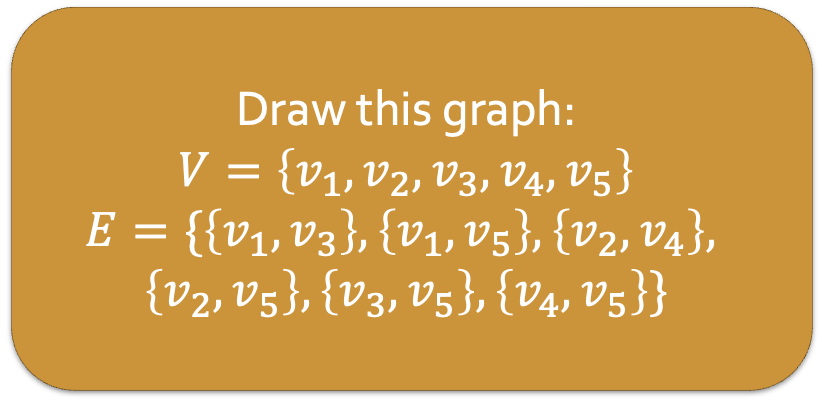 Draw this graph:
𝑉 = {𝑣₁, 𝑣₂, 𝑣₃, 𝑣₄, 𝑣₅}
𝐸 = {{𝑣₁, 𝑣₃}, {𝑣₁, 𝑣₅}, {𝑣₂, 𝑣₄},
{𝑣₂, 𝑣₅}, {𝑣₃, 𝑣₅}, {𝑣₄, 𝑣₅}}